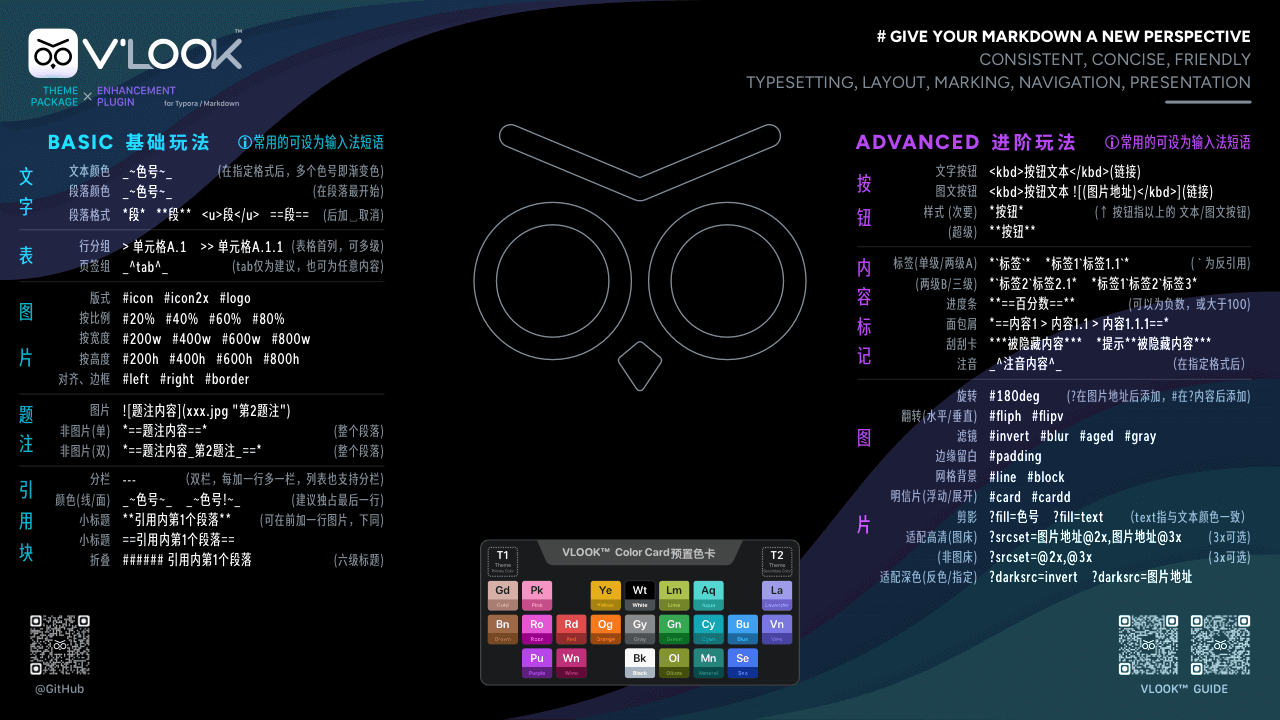 V'LOOK™
THEME PACKAGE × ENHANCEMENT PLUGIN
for Typora / Markdown
# GIVE YOUR MARKDOWN A NEW PERSPECTIVE
CONSISTENT, CONCISE, FRIENDLY
TYPESETTING, LAYOUT, MARKING, NAVIGATION, PRESENTATION
BASIC 基础玩法 ⓘ常用的可设为输入法短语
文字
文本颜色 _~色号~_ (在指定格式后，多个色号即渐变色)
段落颜色 _~色号~_ (在段落最开始)
段落格式 *段* **段** <u>段</u> ==段== (后加_取消)
表
行分组 > 单元格A.1 >> 单元格A.1.1 (表格首列，可多级)
页签组 _^tab^_ (tab仅为建议，也可为任意内容)
图片
版式 #icon #icon2x #logo
按比例 #20% #40% #60% #80%
按宽度 #200w #400w #600w #800w
按高度 #200h #400h #600h #800h
对齐、边框 #left #right #border
题注
图片 ![题注内容](xxx.jpg "第2题注")
非图片(单) *==题注内容==* (整个段落)
非图片(双) *==题注内容_第2题注_==* (整个段落)
引用块
分栏 --- (双栏，每加一行多一栏，列表也支持分栏)
颜色(线/面) _~色号~_ _~色号!~_ (建议独占最后一行)
小标题 **引用内第1个段落** (可在前加一行图片，下同)
小标题 ==引用内第1个段落==
折叠 ###### 引用内第1个段落 (六级标题)
@GitHub
ADVANCED 进阶玩法 ⓘ常用的可设为输入法短语
按钮
文字按钮 <kbd>按钮文本</kbd>(链接)
图文按钮 <kbd>按钮文本 ![(图片地址)</kbd>](链接)
样式 (次要) *按钮* (↑ 按钮指以上的 文本/图文按钮)
(超级) **按钮**
内容标记
标签(单级/两级A) *`标签`* *标签1`标签1.1`* ( ` 为反引用)
(两级B/三级) *`标签2`标签2.1* *标签1`标签2`标签3*
进度条 **==百分数==** (可以为负数，或大于100)
面包屑 *==内容1 > 内容1.1 > 内容1.1.1==*
刮刮卡 ***被隐藏内容*** *提示**被隐藏内容***
注音 _^注音内容^_ (在指定格式后)
图片
旋转 #180deg (?在图片地址后添加，#在?内容后添加)
翻转(水平/垂直) #fliph #flipv
滤镜 #invert #blur #aged #gray
边缘留白 #padding
网格背景 #line #block
明信片(浮动/展开) #card #cardd
剪影 ?fill=色号 ?fill=text (text指与文本颜色一致)
适配高清(图床) ?srcset=图片地址@2x,图片地址@3x (3x可选)
(非图床) ?srcset=@2x,@3x (3x可选)
适配深色(反色/指定) ?darksrc=invert ?darksrc=图片地址
VLOOK™ GUIDE
VLOOK™ Color Card预置色卡
T1 Theme Primary Color
T2 Theme Secondary Color
Gd Pk Ye Wt Lm Aq La
Gold Pink Yellow White Lime Aqua Lavender
Bn Ro Rd Og Gy Gn Cy Bu Vn
Brown Rose Red Orange Gray Green Cyan Blue Vern
Pu Wn Bk Ol Mn Se
Purple Wine Black Olive Mineral Sea